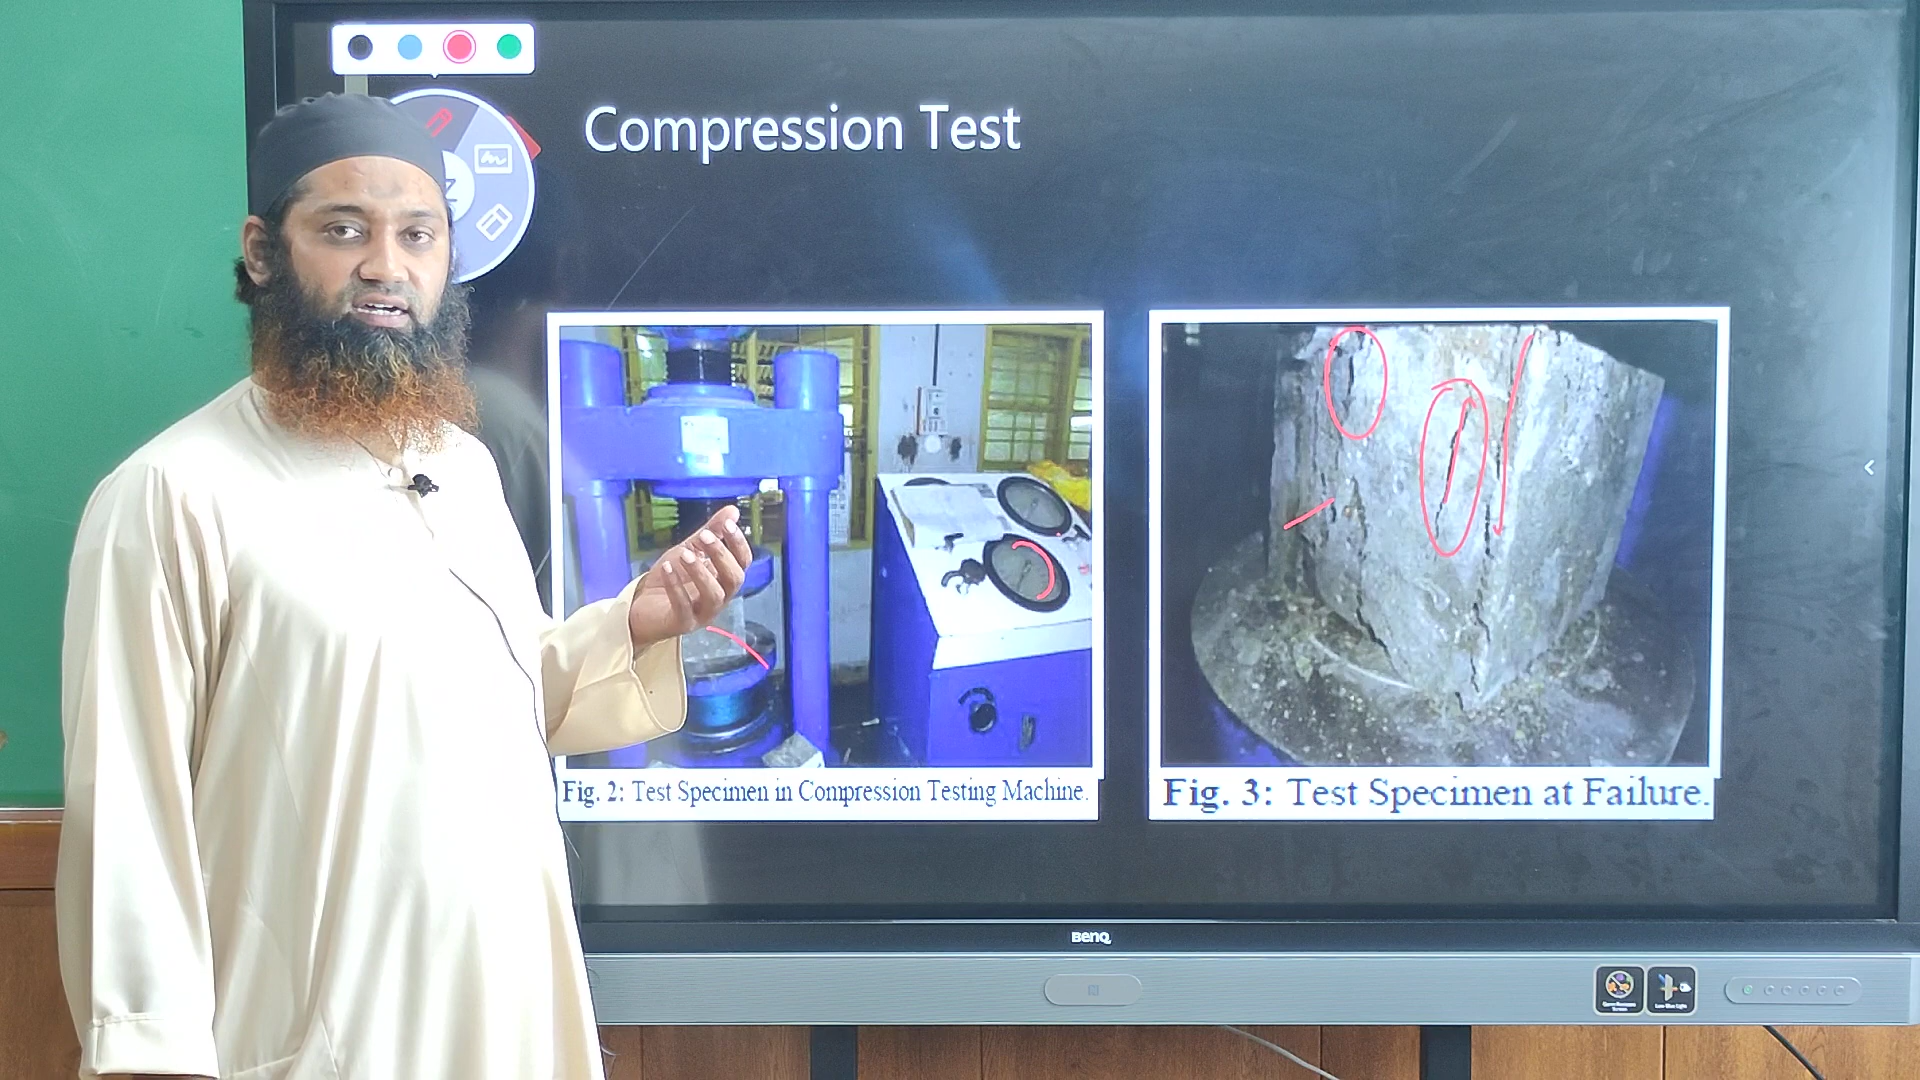 Compression Test
Fig. 2: Test Specimen in Compression Testing Machine.
Fig. 3: Test Specimen at Failure.
BenQ